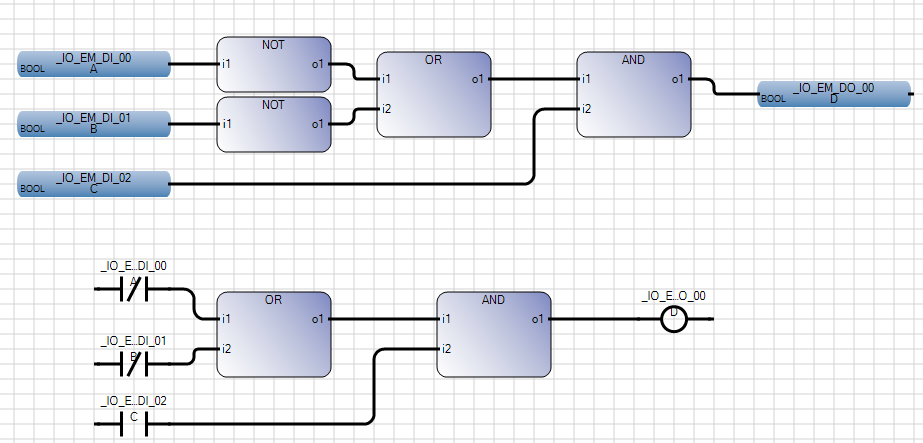 NOT
_IO_EM_DI_00
A
BOOL
i1
o1
OR
i1
o1
i2
AND
i1
o1
i2
_IO_EM_DO_00
D
BOOL
NOT
_IO_EM_DI_01
B
BOOL
i1
o1
_IO_EM_DI_02
C
BOOL
_IO_E...DI_00
A
OR
i1
o1
i2
AND
i1
o1
i2
_IO_E...O_00
D
_IO_E...DI_01
B
_IO_E...DI_02
C